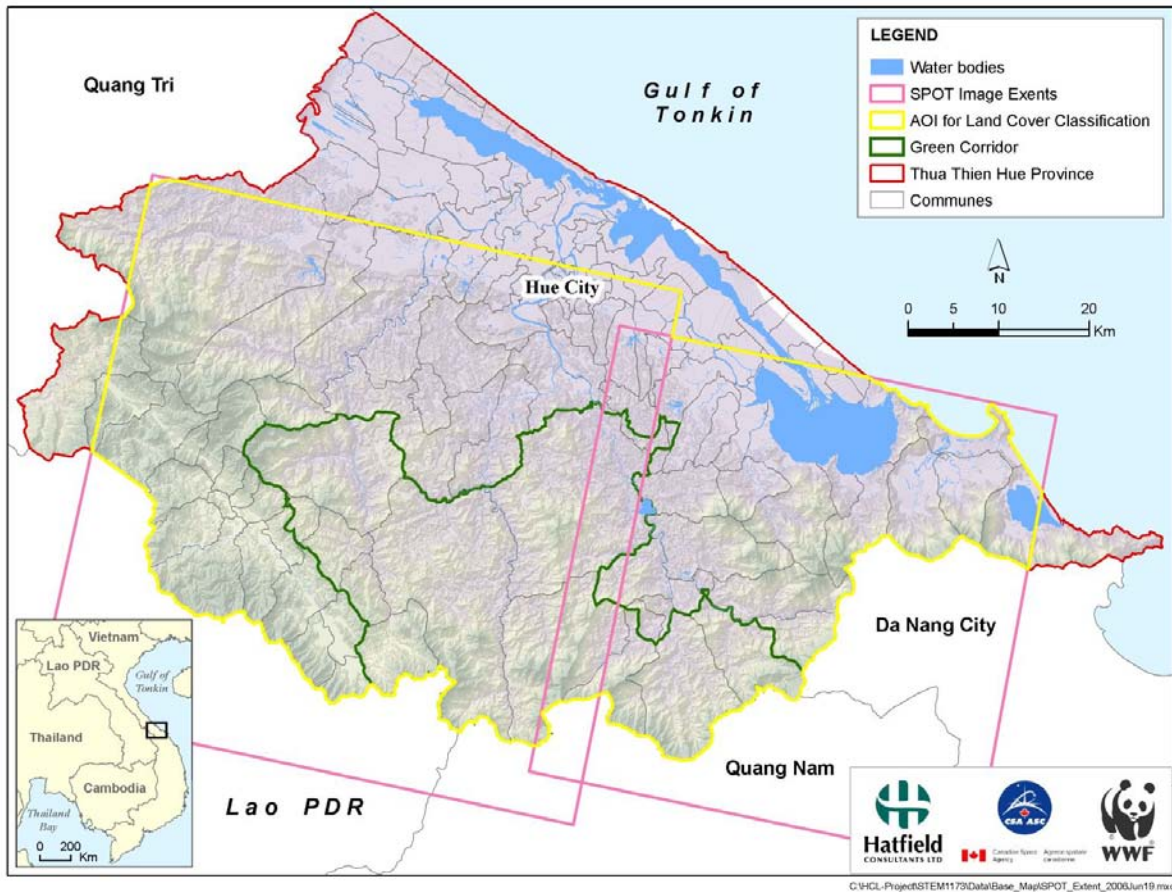 Quang Tri
Gulf of
Tonkin
LEGEND
Water bodies
SPOT Image Exents
AOI for Land Cover Classification
Green Corridor
Thua Thien Hue Province
Communes
N
0 10 20
Km
Hue City
Da Nang City
Quang Nam
Lao PDR
Vietnam
Lao PDR
Gulf of
Tonkin
Thailand
Cambodia
Thailand
Bay
0 200
Km
Hatfield
CONSULTANTS LTD
CSA ASC
Canadian Space
Agency
Agence spatiale
canadienne
WWF
C:\HCL-Project\STEM1173\Data\Base_Map\SPOT_Extent_2006Jun19.mxd